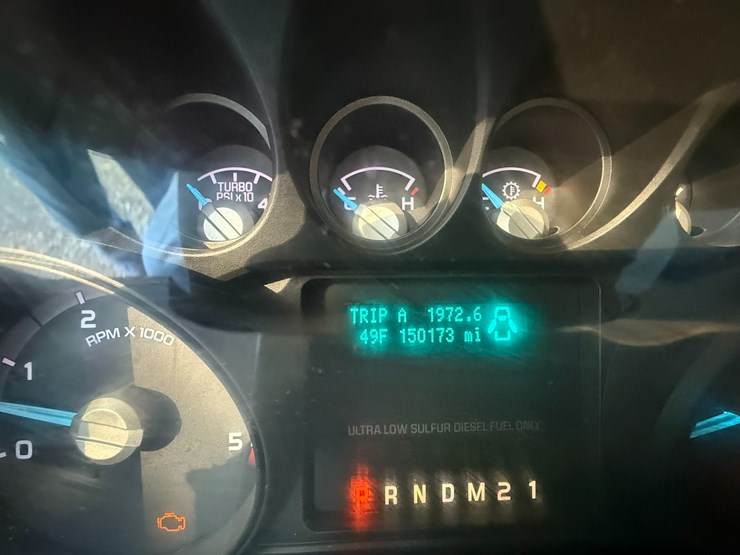 TURBO
PSI x 10
4
C H
2
RPM X 1000
1
0
5
TRIP A 1972.6
49F 150173 mi
ULTRA LOW SULFUR DIESEL FUEL ONLY
P R N D M 2 1